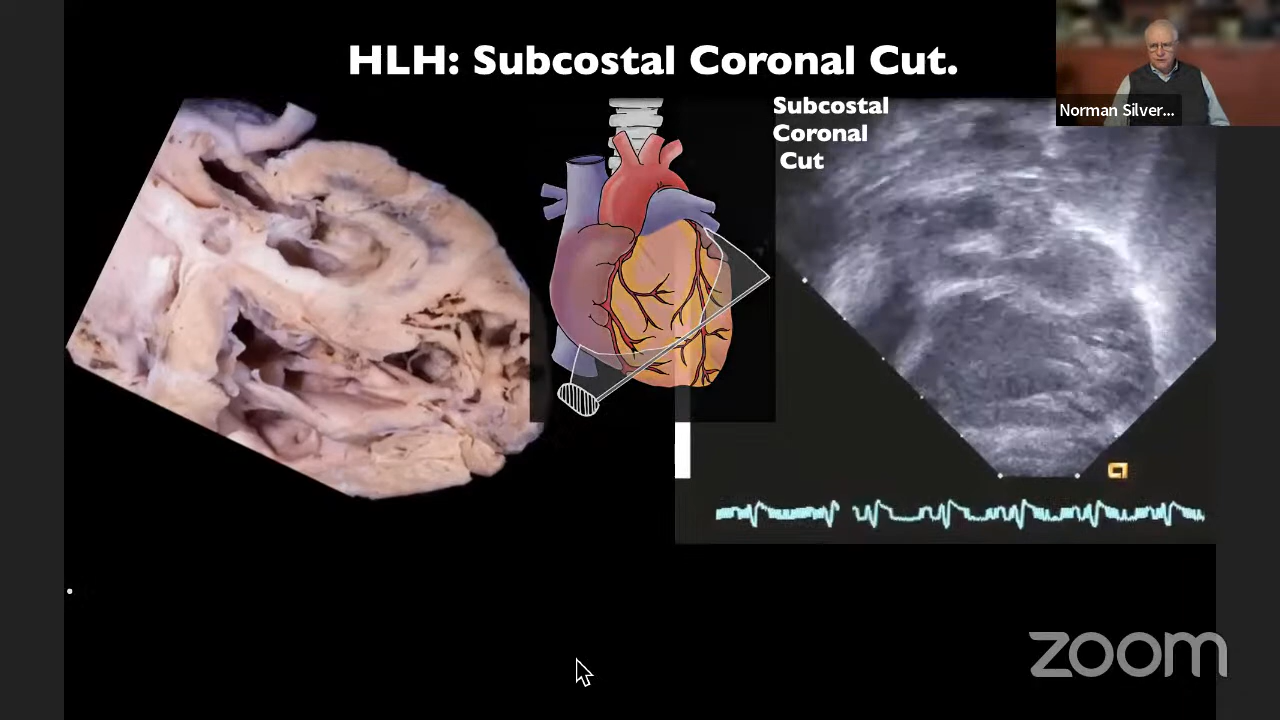 HLH: Subcostal Coronal Cut.
Norman Silver...
Subcostal
Coronal
Cut
zoom